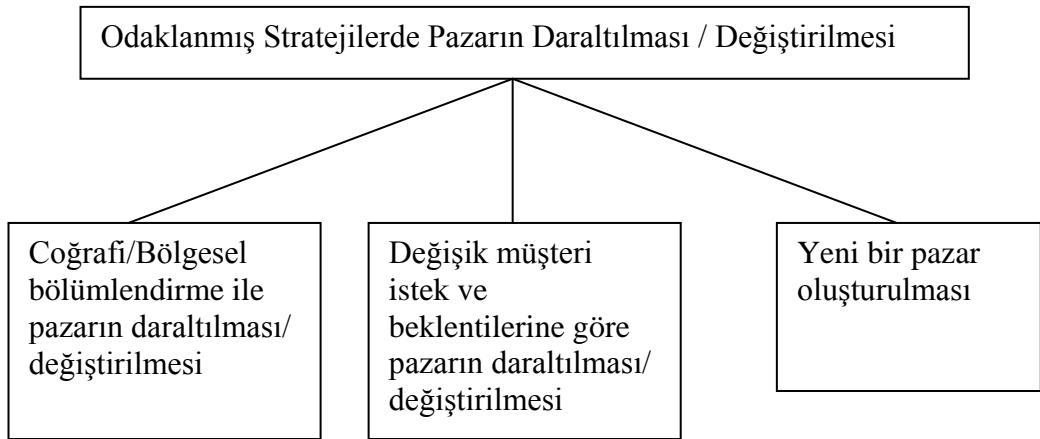 Odaklanmış Stratejilerde Pazarın Daraltılması / Değiştirilmesi
Coğrafi/Bölgesel
bölümlendirme ile
pazarın daraltılması/
değiştirilmesi
Değişik müşteri
istek ve
beklentilerine göre
pazarın daraltılması/
değiştirilmesi
Yeni bir pazar
oluşturulması